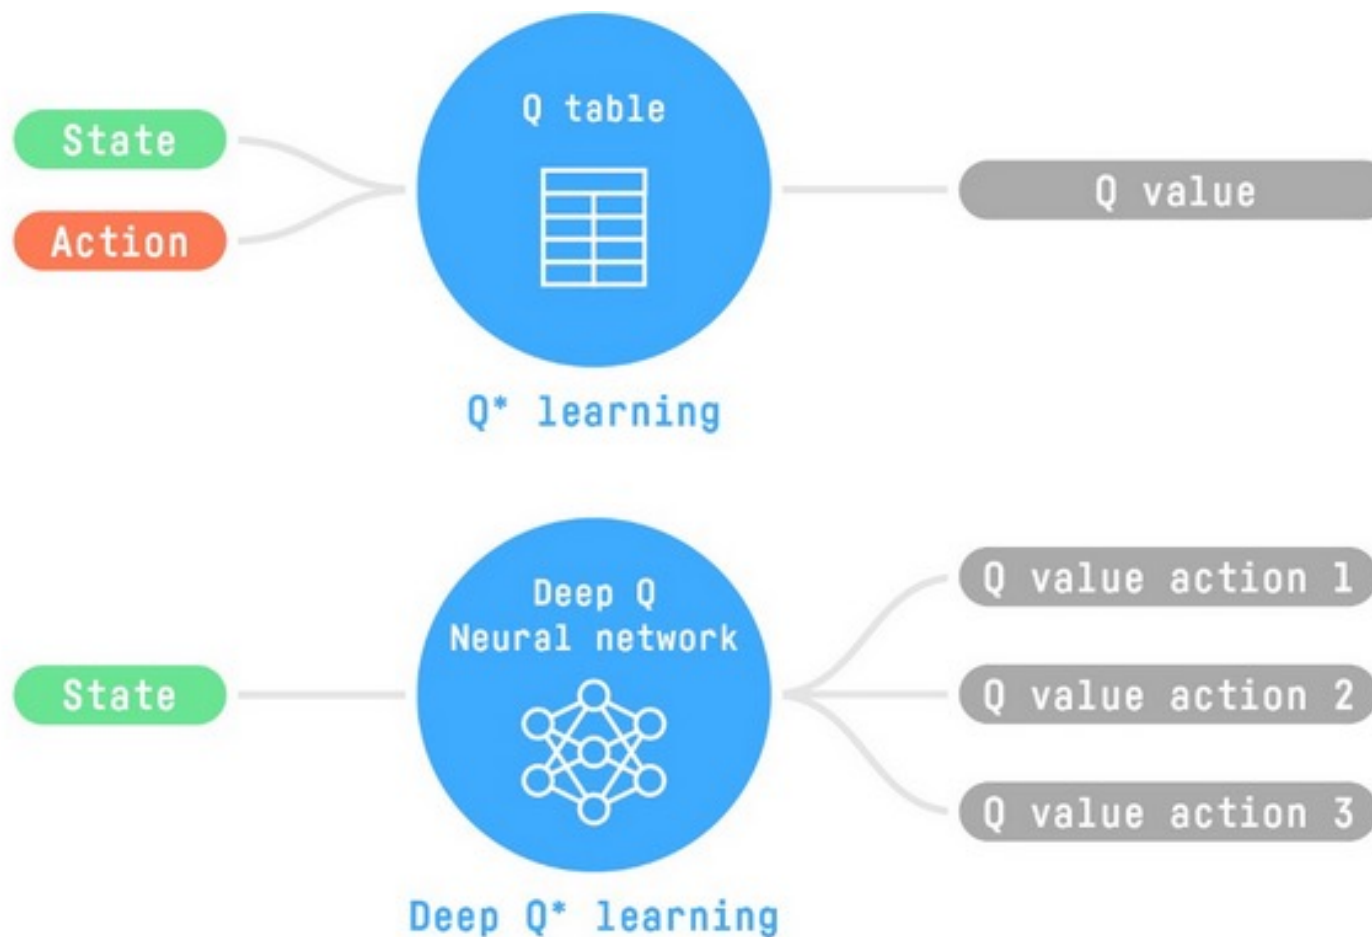 Q table
State
Action
Q value
Q* learning
Deep Q
Neural network
State
Q value action 1
Q value action 2
Q value action 3
Deep Q* learning